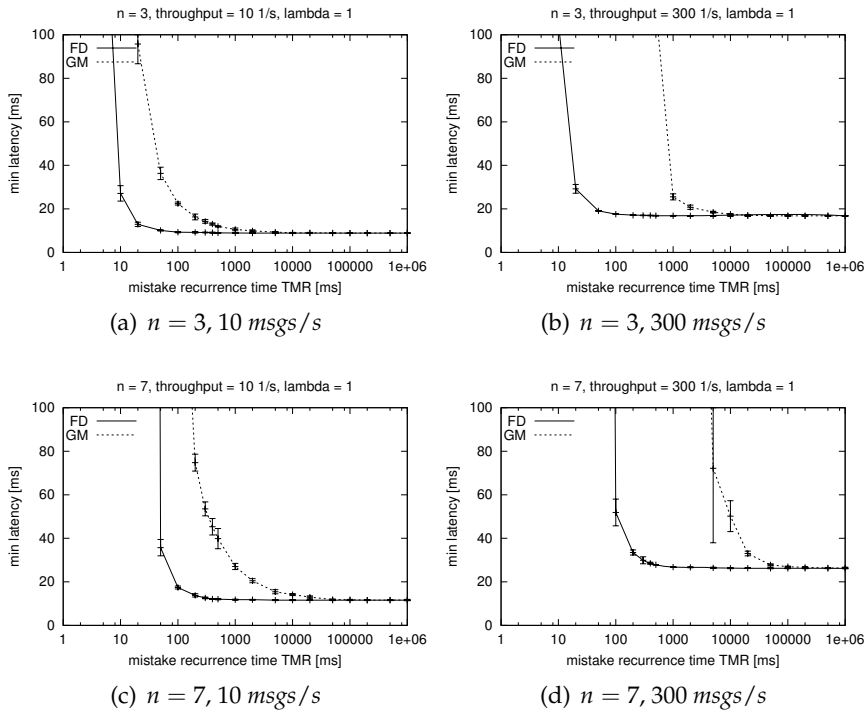 n = 3, throughput = 10 1/s, lambda = 1
min latency [ms]
100
80
60
40
20
0
FD
GM
1 10 100 1000 10000 100000 1e+06
mistake recurrence time TMR [ms]
(a) n = 3, 10 msgs/s
n = 3, throughput = 300 1/s, lambda = 1
min latency [ms]
100
80
60
40
20
0
FD
GM
1 10 100 1000 10000 100000 1e+06
mistake recurrence time TMR [ms]
(b) n = 3, 300 msgs/s
n = 7, throughput = 10 1/s, lambda = 1
min latency [ms]
100
80
60
40
20
0
FD
GM
1 10 100 1000 10000 100000 1e+06
mistake recurrence time TMR [ms]
(c) n = 7, 10 msgs/s
n = 7, throughput = 300 1/s, lambda = 1
min latency [ms]
100
80
60
40
20
0
FD
GM
1 10 100 1000 10000 100000 1e+06
mistake recurrence time TMR [ms]
(d) n = 7, 300 msgs/s